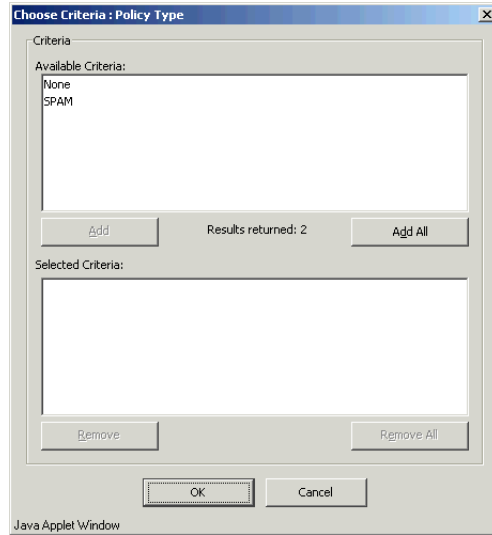 Choose Criteria : Policy Type
Criteria
Available Criteria:
None
SPAM
Add
Results returned: 2
Add All
Selected Criteria:
Remove
Remove All
OK
Cancel
Java Applet Window